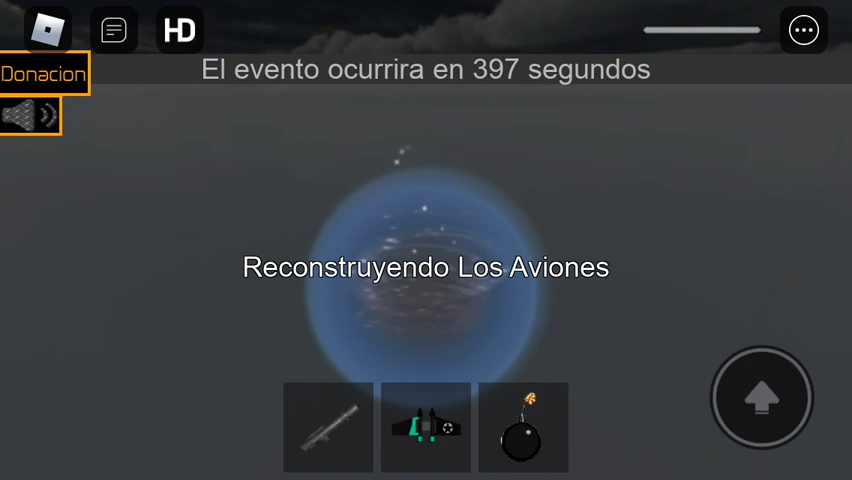 HD
El evento ocurrira en 397 segundos
Donacion
Reconstruyendo Los Aviones